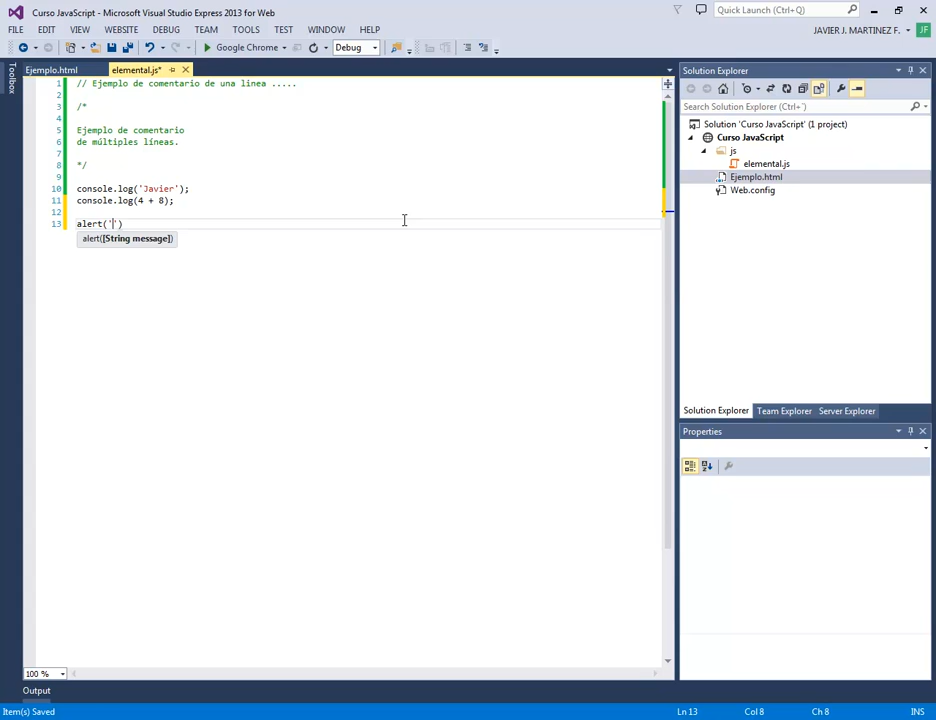 Curso JavaScript - Microsoft Visual Studio Express 2013 for Web
Quick Launch (Ctrl+Q)
FILE EDIT VIEW WEBSITE DEBUG TEAM TOOLS TEST WINDOW HELP
JAVIER J. MARTINEZ F.
JF
Google Chrome
Debug
Toolbox
Ejemplo.html
elemental.js*
1 // Ejemplo de comentario de una línea .....
2
3 /*
4
5 Ejemplo de comentario
6 de múltiples líneas.
7
8 */
9
10 console.log('Javier');
11 console.log(4 + 8);
12
13 alert('')
alert([String message])
100 %
Solution Explorer
Search Solution Explorer (Ctrl+')
Solution 'Curso JavaScript' (1 project)
Curso JavaScript
js
elemental.js
Ejemplo.html
Web.config
Solution Explorer Team Explorer Server Explorer
Properties
Output
Item(s) Saved
Ln 13 Col 8 Ch 8 INS